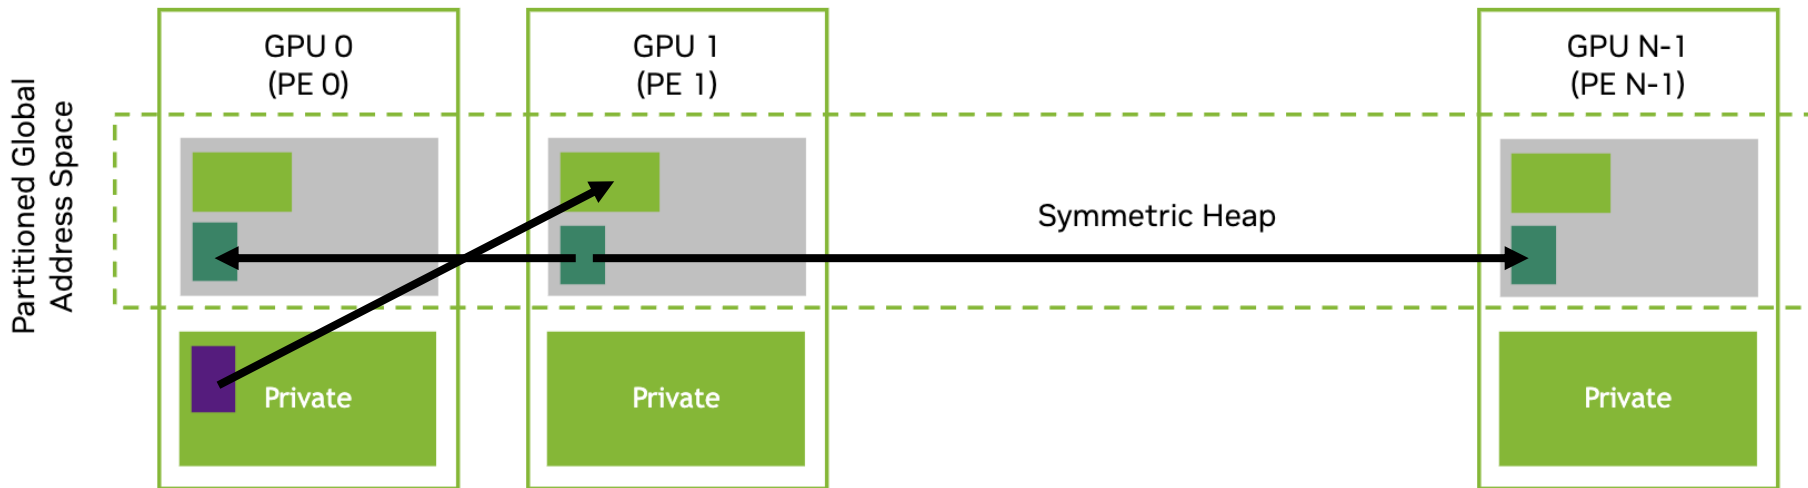 Partitioned Global
Address Space
GPU 0
(PE 0)
GPU 1
(PE 1)
GPU N-1
(PE N-1)
Symmetric Heap
Private
Private
Private